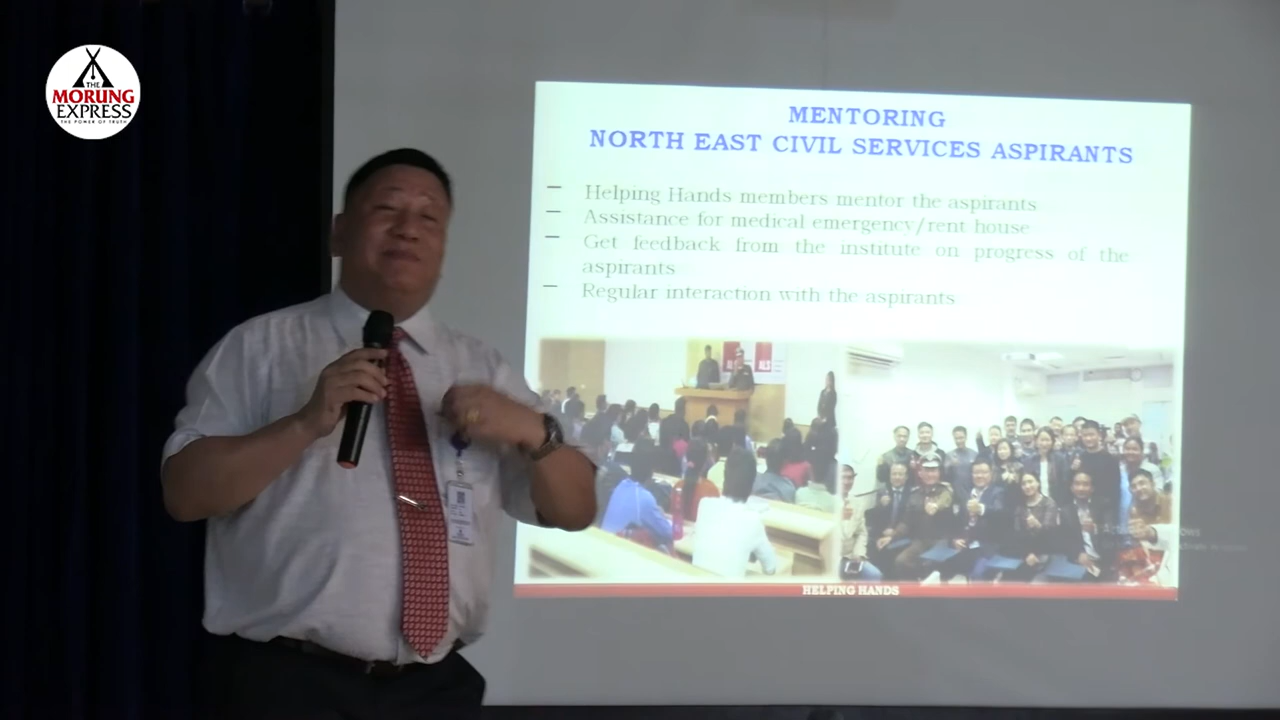 THE
MORUNG
EXPRESS
THE POWER OF TRUTH
MENTORING
NORTH EAST CIVIL SERVICES ASPIRANTS
— Helping Hands members mentor the aspirants
— Assistance for medical emergency/rent house
— Get feedback from the institute on progress of the
aspirants
— Regular interaction with the aspirants
ALS
HELPING HANDS